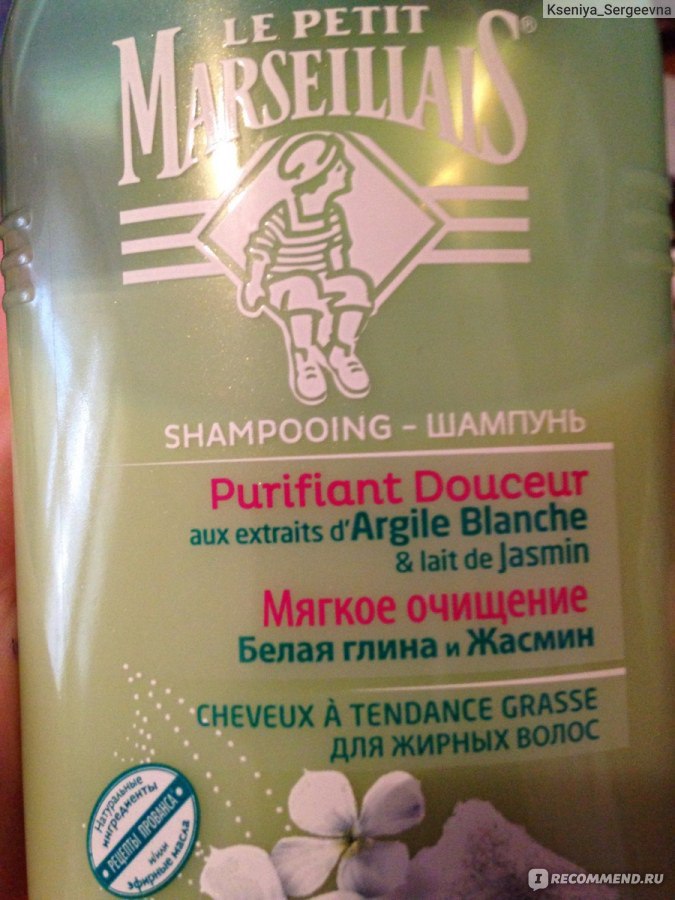 Kseniya_Sergeevna
LE PETIT
MARSEILLAIS®
SHAMPOOING - ШАМПУНЬ
Purifiant Douceur
aux extraits d'Argile Blanche
& lait de Jasmin
Мягкое очищение
Белая глина и Жасмин
CHEVEUX À TENDANCE GRASSE
ДЛЯ ЖИРНЫХ ВОЛОС
Натуральные
ингредиенты
РЕЦЕПТЫ ПРОВАНСА
и/или
эфирные масла
IRECOMMEND.RU